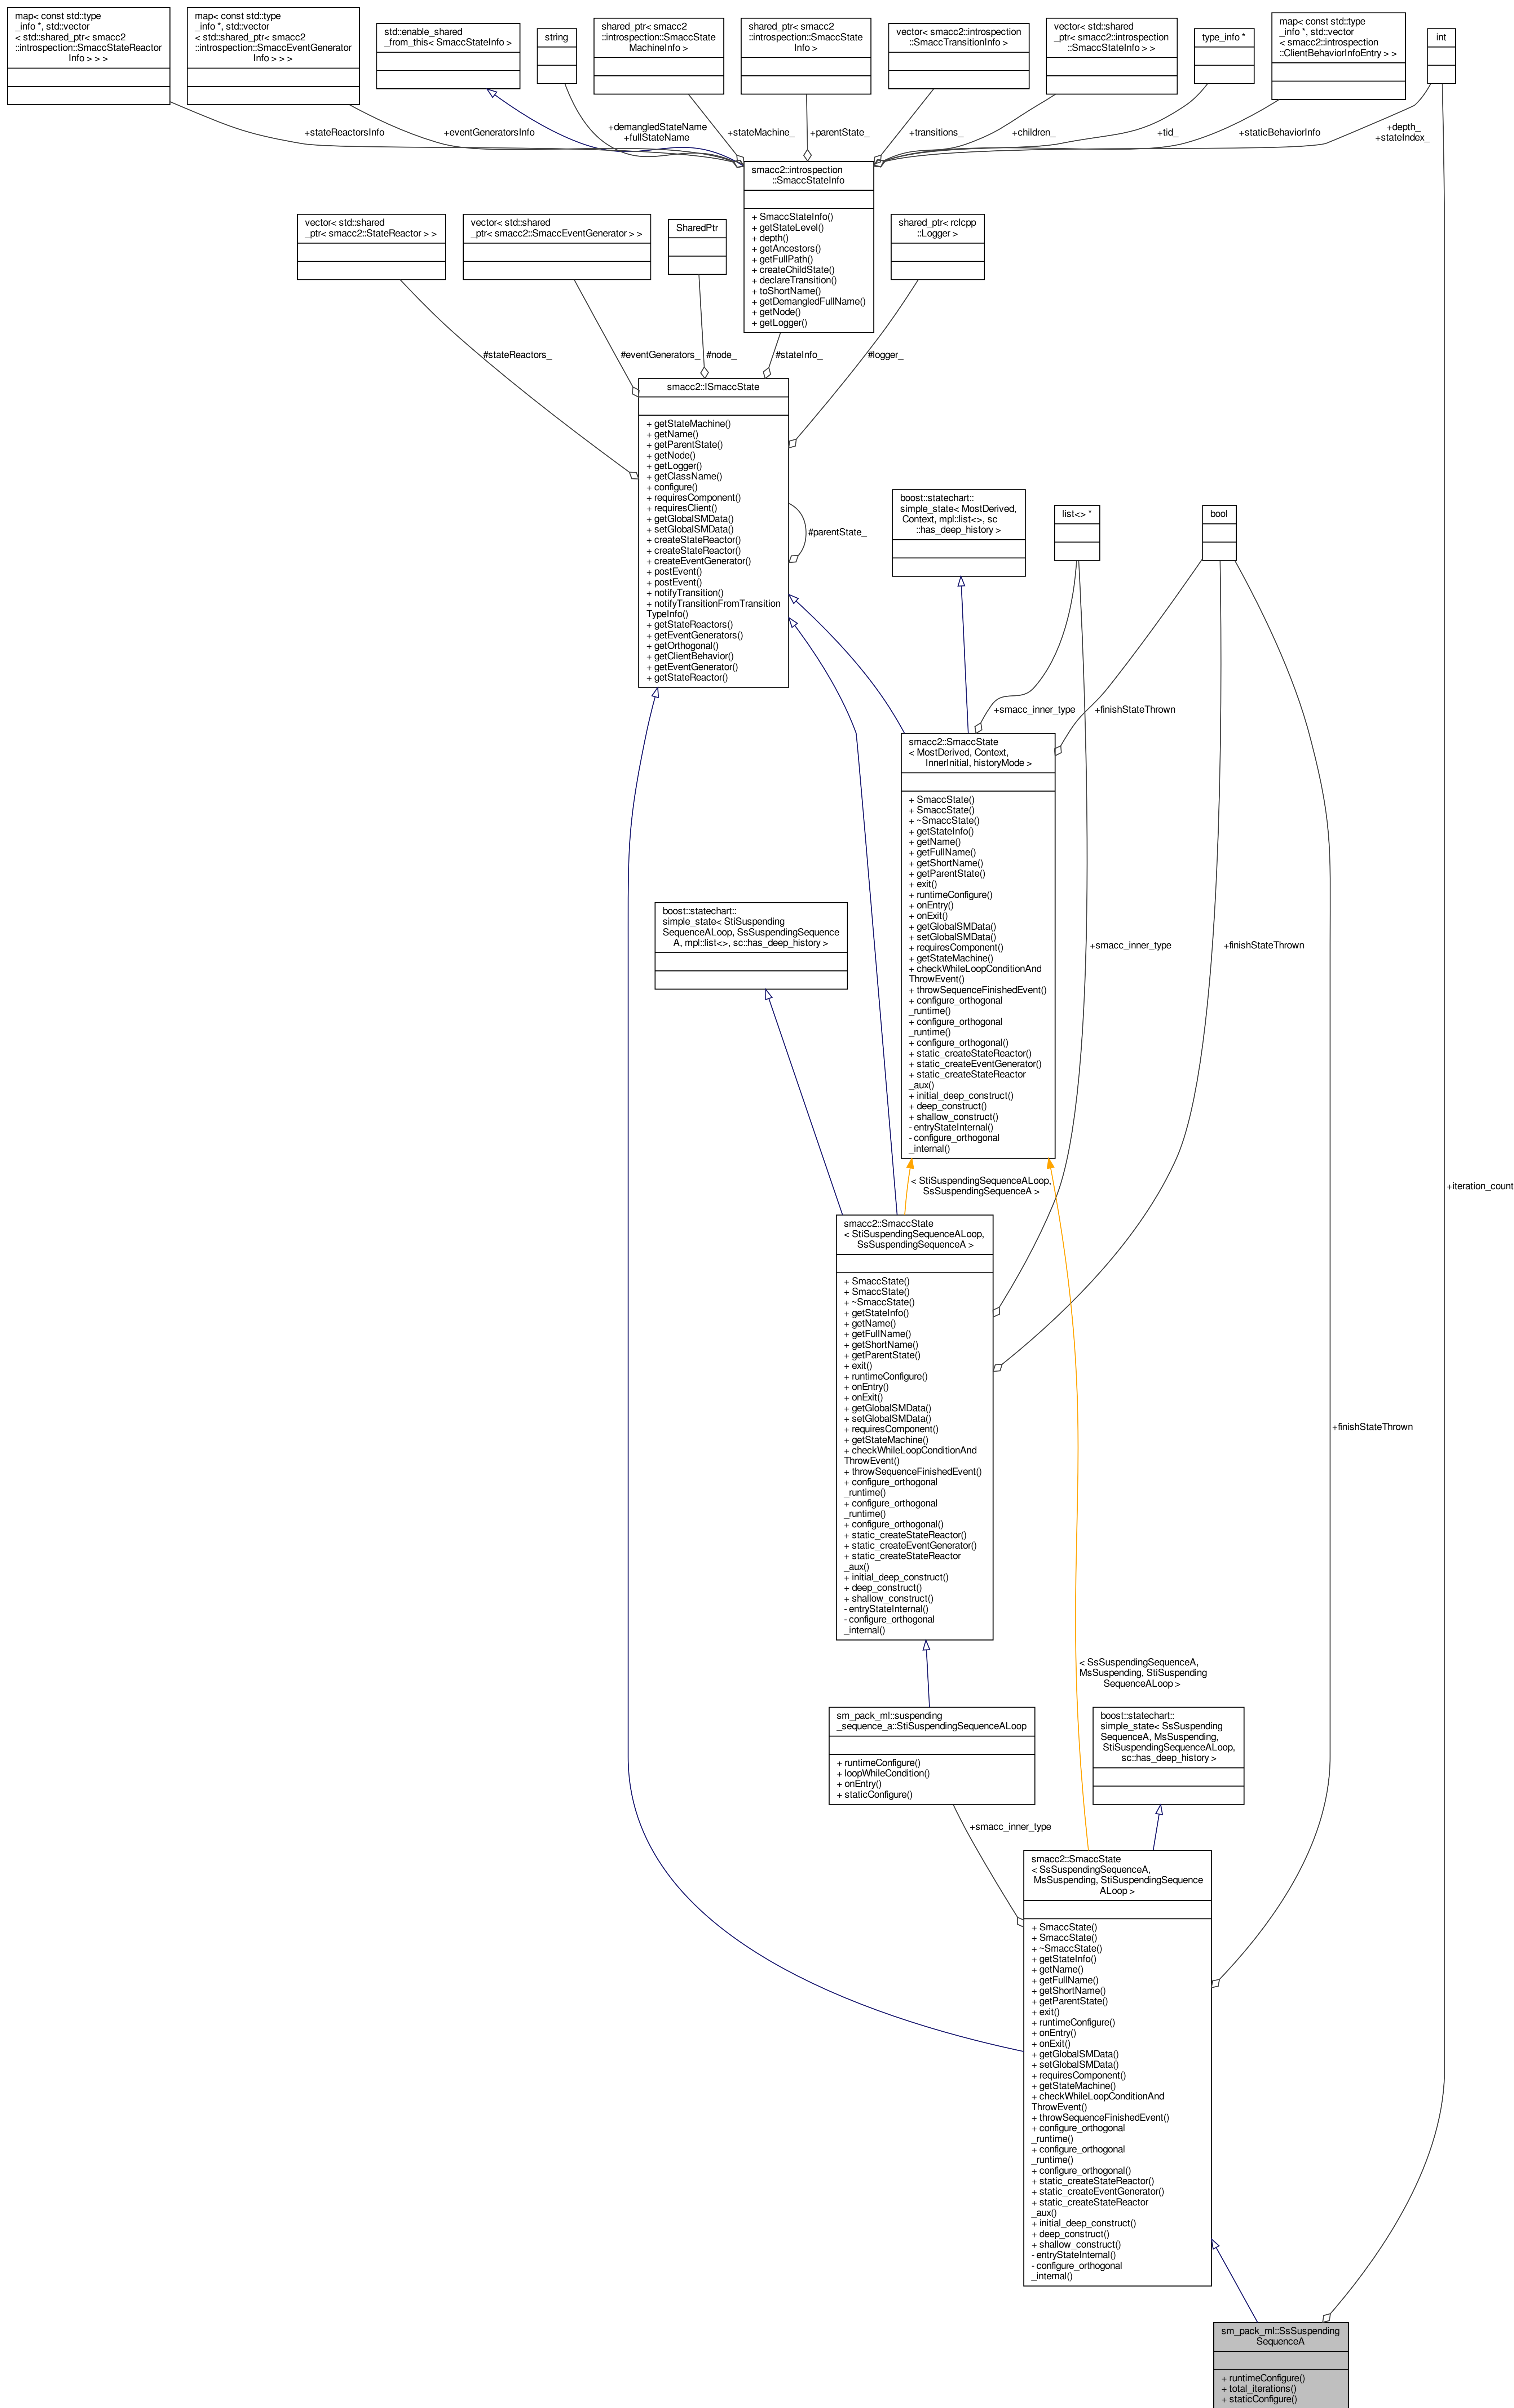 map< const std::type
_info *, std::vector
< std::shared_ptr< smacc2
::introspection::SmaccStateReactor
Info > > >
map< const std::type
_info *, std::vector
< std::shared_ptr< smacc2
::introspection::SmaccEventGenerator
Info > > >
std::enable_shared
_from_this< SmaccStateInfo >
string
shared_ptr< smacc2
::introspection::SmaccState
MachineInfo >
shared_ptr< smacc2
::introspection::SmaccState
Info >
vector< smacc2::introspection
::SmaccTransitionInfo >
vector< std::shared
_ptr< smacc2::introspection
::SmaccStateInfo > >
type_info *
map< const std::type
_info *, std::vector
< smacc2::introspection
::ClientBehaviorInfoEntry > >
int
+stateReactorsInfo
+eventGeneratorsInfo
+demangledStateName
+fullStateName
+stateMachine_
+parentState_
+transitions_
+children_
+tid_
+staticBehaviorInfo
+depth_
+stateIndex_
smacc2::introspection
::SmaccStateInfo
+ SmaccStateInfo()
+ getStateLevel()
+ depth()
+ getAncestors()
+ getFullPath()
+ createChildState()
+ declareTransition()
+ toShortName()
+ getDemangledFullName()
+ getNode()
+ getLogger()
vector< std::shared
_ptr< smacc2::StateReactor > >
vector< std::shared
_ptr< smacc2::SmaccEventGenerator > >
SharedPtr
shared_ptr< rclcpp
::Logger >
#stateReactors_
#eventGenerators_
#node_
#stateInfo_
#logger_
smacc2::ISmaccState
+ getStateMachine()
+ getName()
+ getParentState()
+ getNode()
+ getLogger()
+ getClassName()
+ configure()
+ requiresComponent()
+ requiresClient()
+ getGlobalSMData()
+ setGlobalSMData()
+ createStateReactor()
+ createStateReactor()
+ createEventGenerator()
+ postEvent()
+ postEvent()
+ notifyTransition()
+ notifyTransitionFromTransition
TypeInfo()
+ getStateReactors()
+ getEventGenerators()
+ getOrthogonal()
+ getClientBehavior()
+ getEventGenerator()
+ getStateReactor()
#parentState_
boost::statechart::
simple_state< MostDerived,
Context, mpl::list<>, sc
::has_deep_history >
list<> *
bool
+smacc_inner_type
+finishStateThrown
smacc2::SmaccState
< MostDerived, Context,
InnerInitial, historyMode >
+ SmaccState()
+ SmaccState()
+ ~SmaccState()
+ getStateInfo()
+ getName()
+ getFullName()
+ getShortName()
+ getParentState()
+ exit()
+ runtimeConfigure()
+ onEntry()
+ onExit()
+ getGlobalSMData()
+ setGlobalSMData()
+ requiresComponent()
+ getStateMachine()
+ checkWhileLoopConditionAnd
ThrowEvent()
+ throwSequenceFinishedEvent()
+ configure_orthogonal
_runtime()
+ configure_orthogonal
_runtime()
+ configure_orthogonal()
+ static_createStateReactor()
+ static_createEventGenerator()
+ static_createStateReactor
_aux()
+ initial_deep_construct()
+ deep_construct()
+ shallow_construct()
- entryStateInternal()
- configure_orthogonal
_internal()
boost::statechart::
simple_state< StiSuspending
SequenceALoop, SsSuspendingSequence
A, mpl::list<>, sc::has_deep_history >
+smacc_inner_type
+finishStateThrown
< StiSuspendingSequenceALoop,
SsSuspendingSequenceA >
+iteration_count
smacc2::SmaccState
< StiSuspendingSequenceALoop,
SsSuspendingSequenceA >
+ SmaccState()
+ SmaccState()
+ ~SmaccState()
+ getStateInfo()
+ getName()
+ getFullName()
+ getShortName()
+ getParentState()
+ exit()
+ runtimeConfigure()
+ onEntry()
+ onExit()
+ getGlobalSMData()
+ setGlobalSMData()
+ requiresComponent()
+ getStateMachine()
+ checkWhileLoopConditionAnd
ThrowEvent()
+ throwSequenceFinishedEvent()
+ configure_orthogonal
_runtime()
+ configure_orthogonal
_runtime()
+ configure_orthogonal()
+ static_createStateReactor()
+ static_createEventGenerator()
+ static_createStateReactor
_aux()
+ initial_deep_construct()
+ deep_construct()
+ shallow_construct()
- entryStateInternal()
- configure_orthogonal
_internal()
+finishStateThrown
< SsSuspendingSequenceA,
MsSuspending, StiSuspending
SequenceALoop >
sm_pack_ml::suspending
_sequence_a::StiSuspendingSequenceALoop
+ runtimeConfigure()
+ loopWhileCondition()
+ onEntry()
+ staticConfigure()
boost::statechart::
simple_state< SsSuspending
SequenceA, MsSuspending,
StiSuspendingSequenceALoop,
sc::has_deep_history >
+smacc_inner_type
smacc2::SmaccState
< SsSuspendingSequenceA,
MsSuspending, StiSuspendingSequence
ALoop >
+ SmaccState()
+ SmaccState()
+ ~SmaccState()
+ getStateInfo()
+ getName()
+ getFullName()
+ getShortName()
+ getParentState()
+ exit()
+ runtimeConfigure()
+ onEntry()
+ onExit()
+ getGlobalSMData()
+ setGlobalSMData()
+ requiresComponent()
+ getStateMachine()
+ checkWhileLoopConditionAnd
ThrowEvent()
+ throwSequenceFinishedEvent()
+ configure_orthogonal
_runtime()
+ configure_orthogonal
_runtime()
+ configure_orthogonal()
+ static_createStateReactor()
+ static_createEventGenerator()
+ static_createStateReactor
_aux()
+ initial_deep_construct()
+ deep_construct()
+ shallow_construct()
- entryStateInternal()
- configure_orthogonal
_internal()
sm_pack_ml::SsSuspending
SequenceA
+ runtimeConfigure()
+ total_iterations()
+ staticConfigure()